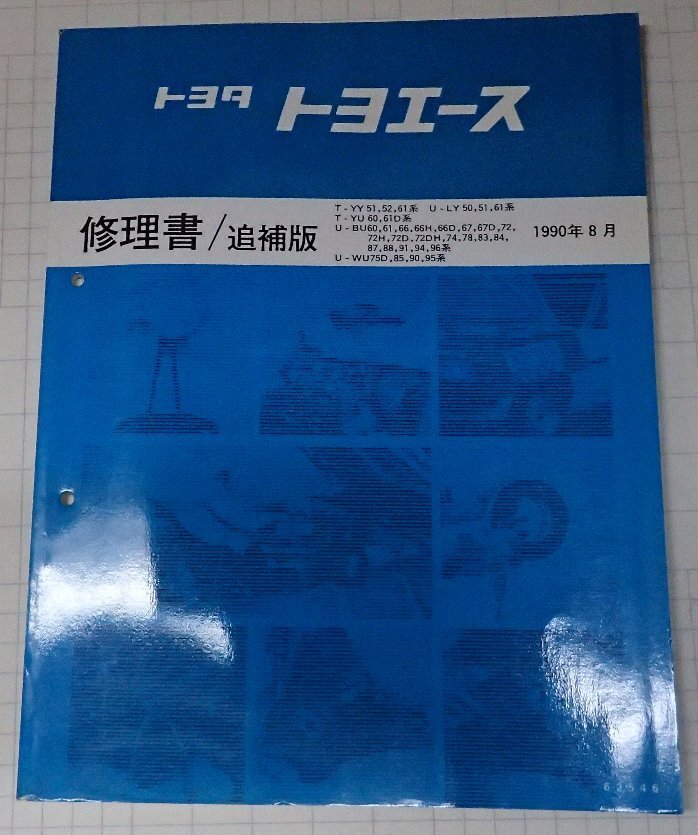 トヨタ トヨエース
修理書/追補版
T-YY51,52,61系 U-LY50,51,61系
T-YU60,61D系
U-BU60,61,66,66H,66D,67,67D,72,
72H,72D,72DH,74,78,83,84,
87,88,91,94,96系
U-WU75D,85,90,95系
1990年8月